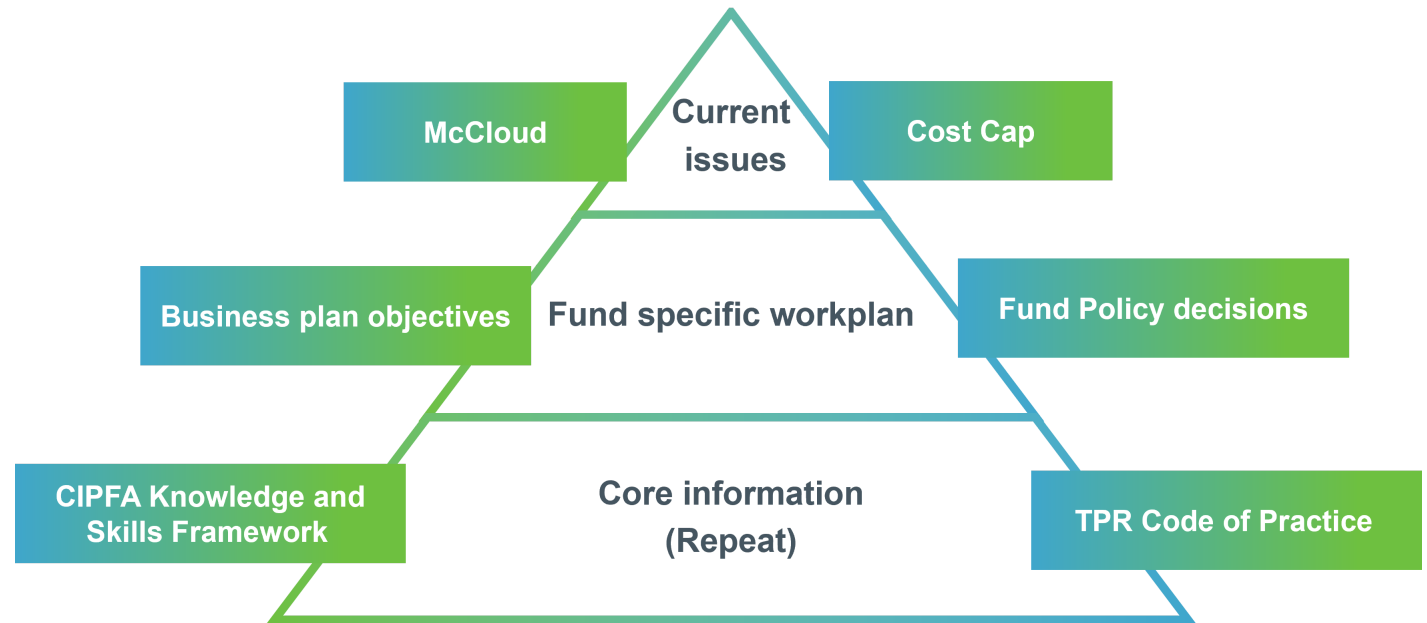 McCloud
Current
issues
Cost Cap
Business plan objectives
Fund specific workplan
Fund Policy decisions
CIPFA Knowledge and
Skills Framework
Core information
(Repeat)
TPR Code of Practice